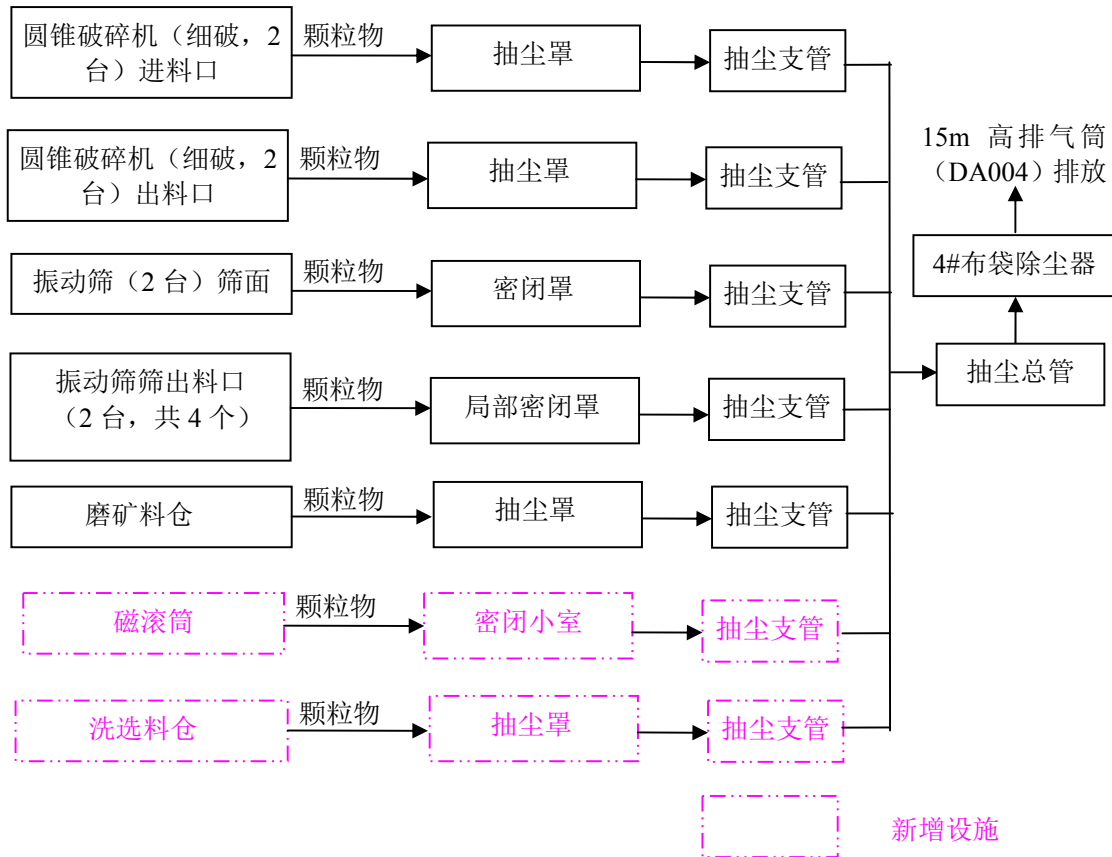 圆锥破碎机（细破，2
台）进料口
颗粒物
抽尘罩
抽尘支管
圆锥破碎机（细破，2
台）出料口
颗粒物
抽尘罩
抽尘支管
15m 高排气筒
（DA004）排放
振动筛（2 台）筛面
颗粒物
密闭罩
抽尘支管
4#布袋除尘器
振动筛筛出料口
（2 台，共 4 个）
颗粒物
局部密闭罩
抽尘支管
抽尘总管
磨矿料仓
颗粒物
抽尘罩
抽尘支管
磁滚筒
颗粒物
密闭小室
抽尘支管
洗选料仓
颗粒物
抽尘罩
抽尘支管
新增设施